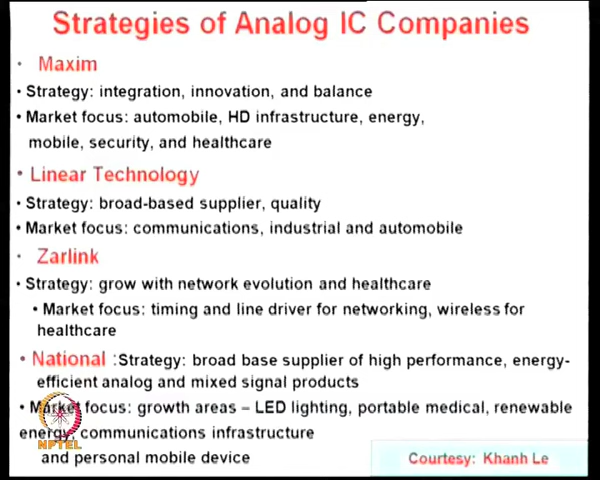 Strategies of Analog IC Companies
• Maxim
• Strategy: integration, innovation, and balance
• Market focus: automobile, HD infrastructure, energy,
mobile, security, and healthcare
• Linear Technology
• Strategy: broad-based supplier, quality
• Market focus: communications, industrial and automobile
• Zarlink
• Strategy: grow with network evolution and healthcare
• Market focus: timing and line driver for networking, wireless for
healthcare
• National :Strategy: broad base supplier of high performance, energy-
efficient analog and mixed signal products
• Market focus: growth areas – LED lighting, portable medical, renewable
energy, communications infrastructure
NPTEL
and personal mobile device
Courtesy: Khanh Le